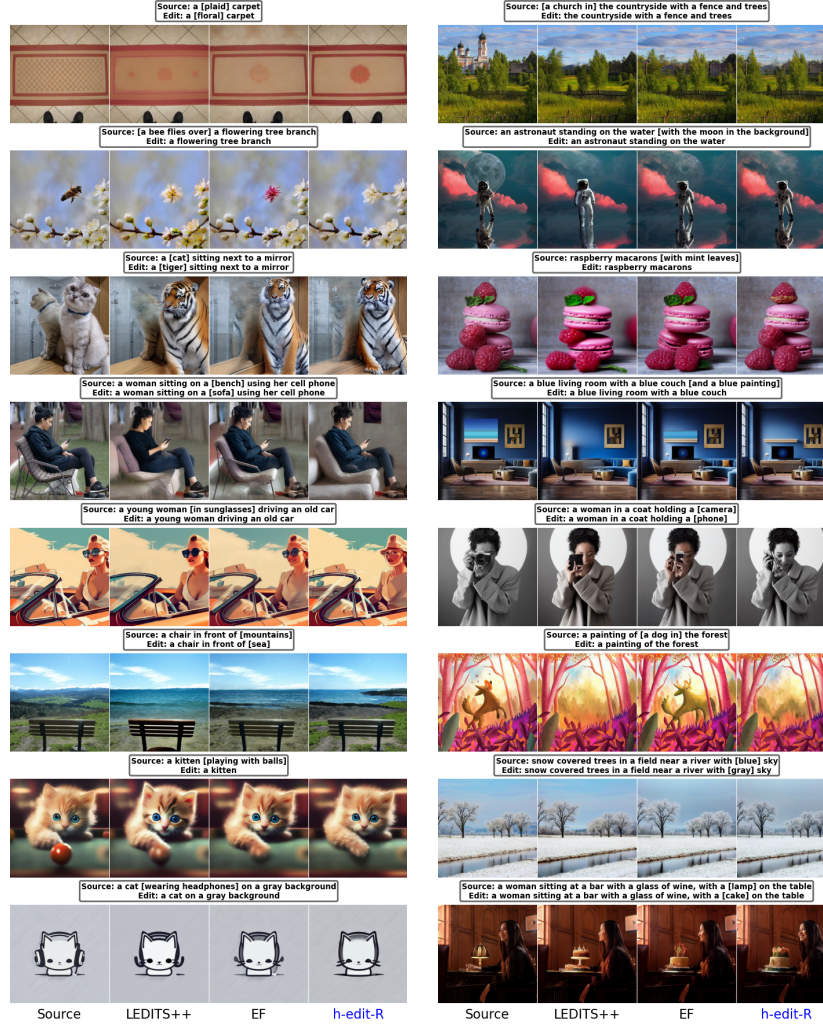 Source: a [plaid] carpet
Edit: a [floral] carpet
Source: [a church in] the countryside with a fence and trees
Edit: the countryside with a fence and trees
Source: [a bee flies over] a flowering tree branch
Edit: a flowering tree branch
Source: an astronaut standing on the water [with the moon in the background]
Edit: an astronaut standing on the water
Source: a [cat] sitting next to a mirror
Edit: a [tiger] sitting next to a mirror
Source: raspberry macarons [with mint leaves]
Edit: raspberry macarons
Source: a woman sitting on a [bench] using her cell phone
Edit: a woman sitting on a [sofa] using her cell phone
Source: a blue living room with a blue couch [and a blue painting]
Edit: a blue living room with a blue couch
Source: a young woman [in sunglasses] driving an old car
Edit: a young woman driving an old car
Source: a woman in a coat holding a [camera]
Edit: a woman in a coat holding a [phone]
Source: a chair in front of [mountains]
Edit: a chair in front of [sea]
Source: a painting of [a dog in] the forest
Edit: a painting of the forest
Source: a kitten [playing with balls]
Edit: a kitten
Source: snow covered trees in a field near a river with [blue] sky
Edit: snow covered trees in a field near a river with [gray] sky
Source: a cat [wearing headphones] on a gray background
Edit: a cat on a gray background
Source: a woman sitting at a bar with a glass of wine, with a [lamp] on the table
Edit: a woman sitting at a bar with a glass of wine, with a [cake] on the table
Source LEDITS++ EF h-edit-R Source LEDITS++ EF h-edit-R